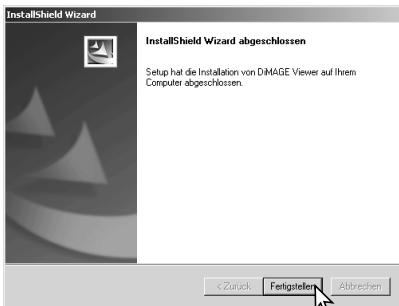 InstallShield Wizard
InstallShield Wizard abgeschlossen
Setup hat die Installation von DiMAGE Viewer auf Ihrem
Computer abgeschlossen.
< Zurück Fertigstellen Abbrechen